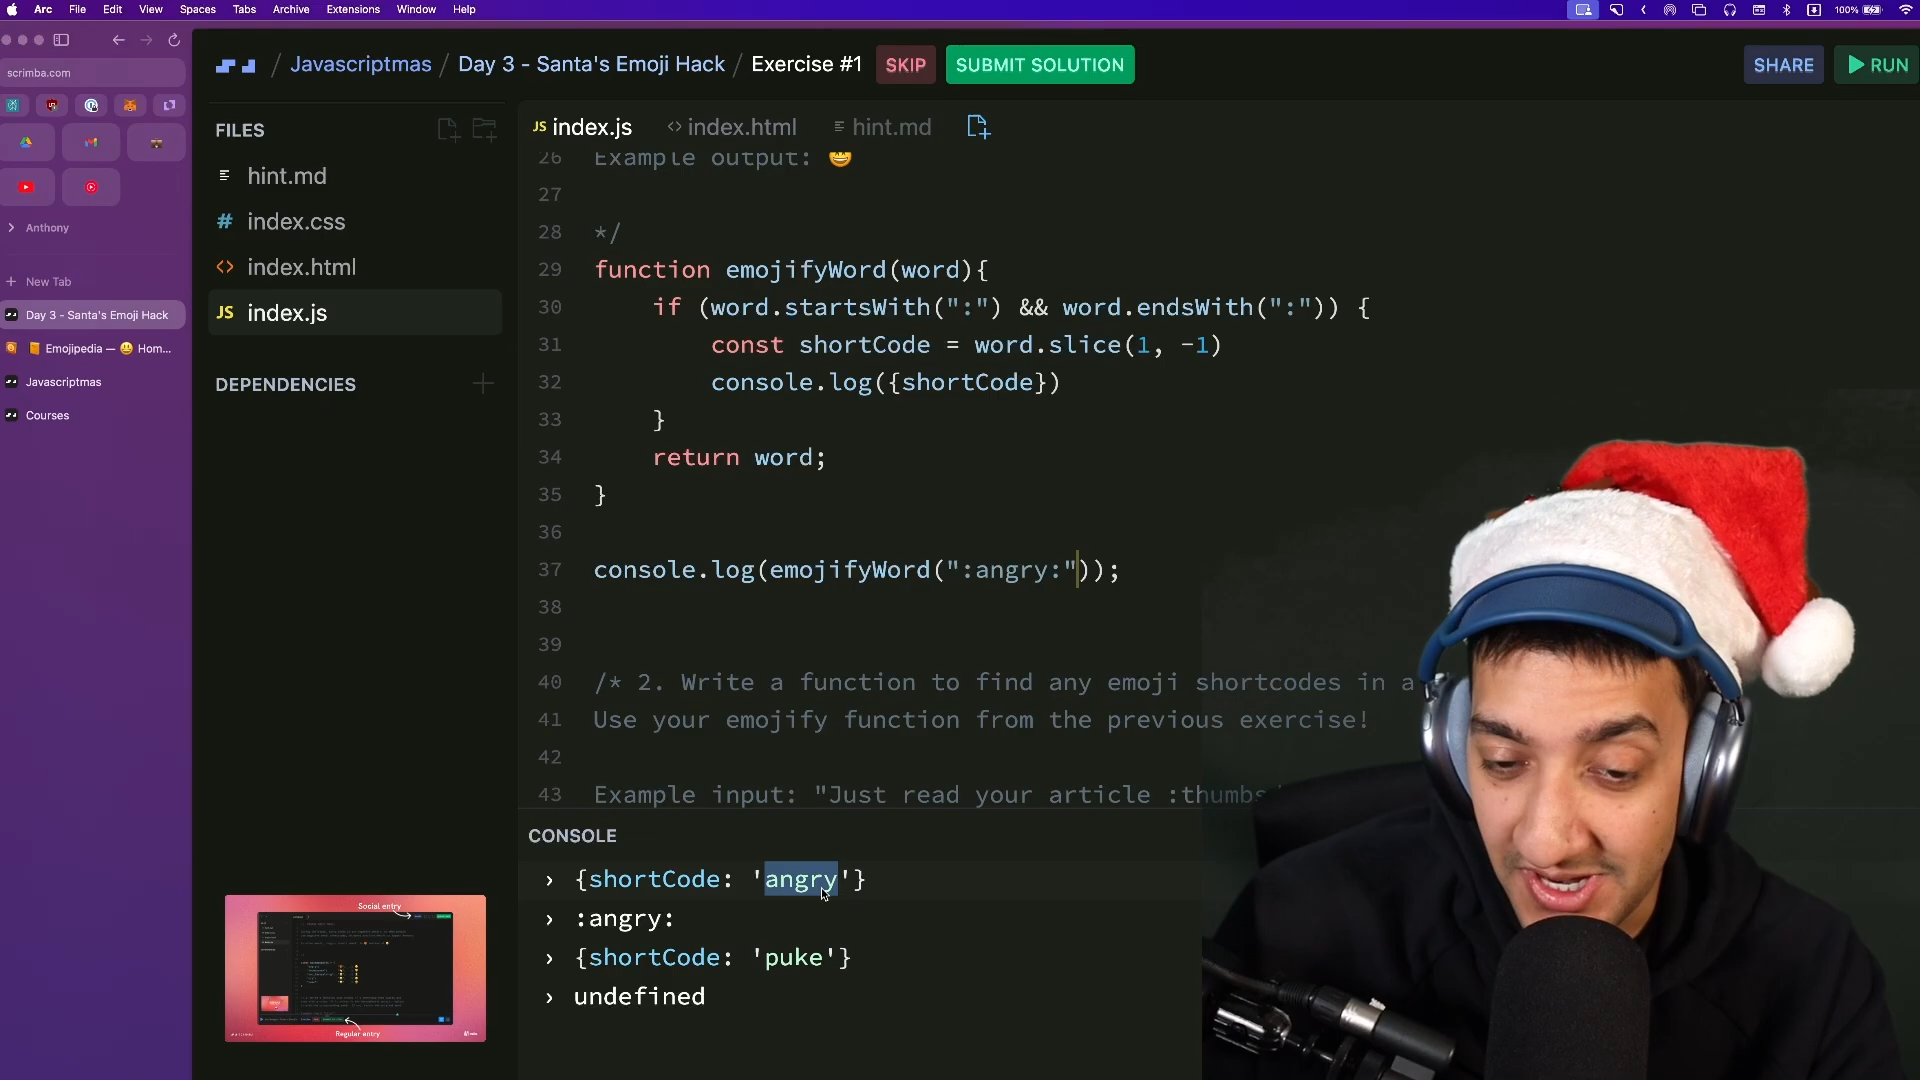 Arc File Edit View Spaces Tabs Archive Extensions Window Help 100%
scrimba.com
Anthony
New Tab
Day 3 - Santa's Emoji Hack
Emojipedia — 😃 Hom...
Javascriptmas
Courses
/ Javascriptmas / Day 3 - Santa's Emoji Hack / Exercise #1 SKIP SUBMIT SOLUTION SHARE RUN
FILES
hint.md
index.css
index.html
JS index.js
DEPENDENCIES
JS index.js index.html hint.md
26 Example output: 😁
27
28 */
29 function emojifyWord(word){
30 if (word.startsWith(":") && word.endsWith(":")) {
31 const shortCode = word.slice(1, -1)
32 console.log({shortCode})
33 }
34 return word;
35 }
36
37 console.log(emojifyWord(":angry:"));
38
39
40 /* 2. Write a function to find any emoji shortcodes in a
41 Use your emojify function from the previous exercise!
42
43 Example input: "Just read your article :thumbs
CONSOLE
› {shortCode: 'angry'}
› :angry:
› {shortCode: 'puke'}
› undefined
Social entry
Regular entry